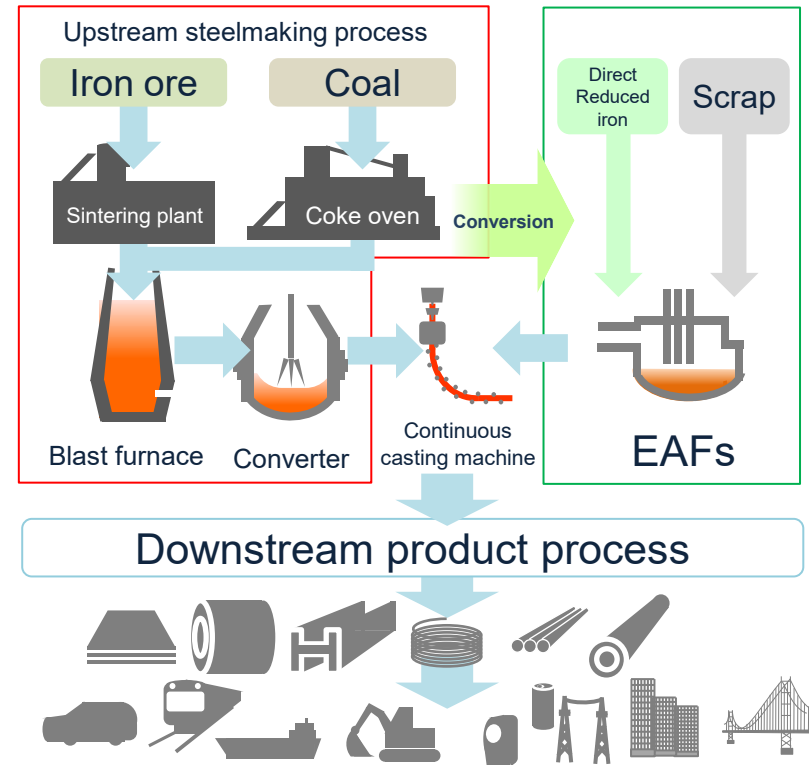 Upstream steelmaking process
Iron ore
Coal
Direct
Reduced
iron
Scrap
Sintering plant
Coke oven
Conversion
Blast furnace
Converter
Continuous
casting machine
EAFs
Downstream product process